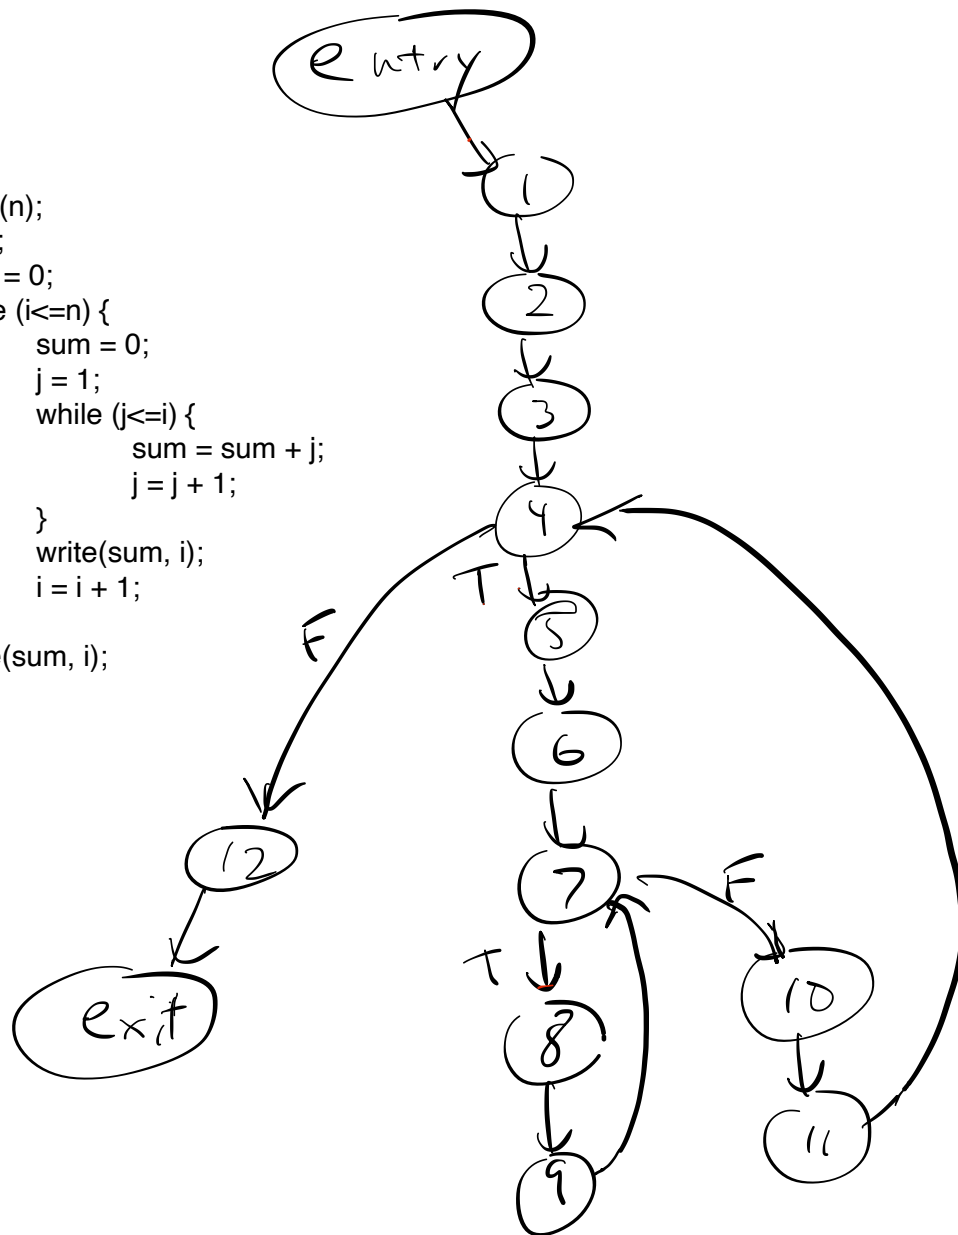 entry
1
(n);
;
= 0;
2
e (i<=n) {
sum = 0;
j = 1;
3
while (j<=i) {
sum = sum + j;
j = j + 1;
}
4
write(sum, i);
i = i + 1;
T
5
F
e(sum, i);
6
12
7
F
T
exit
10
8
11
9